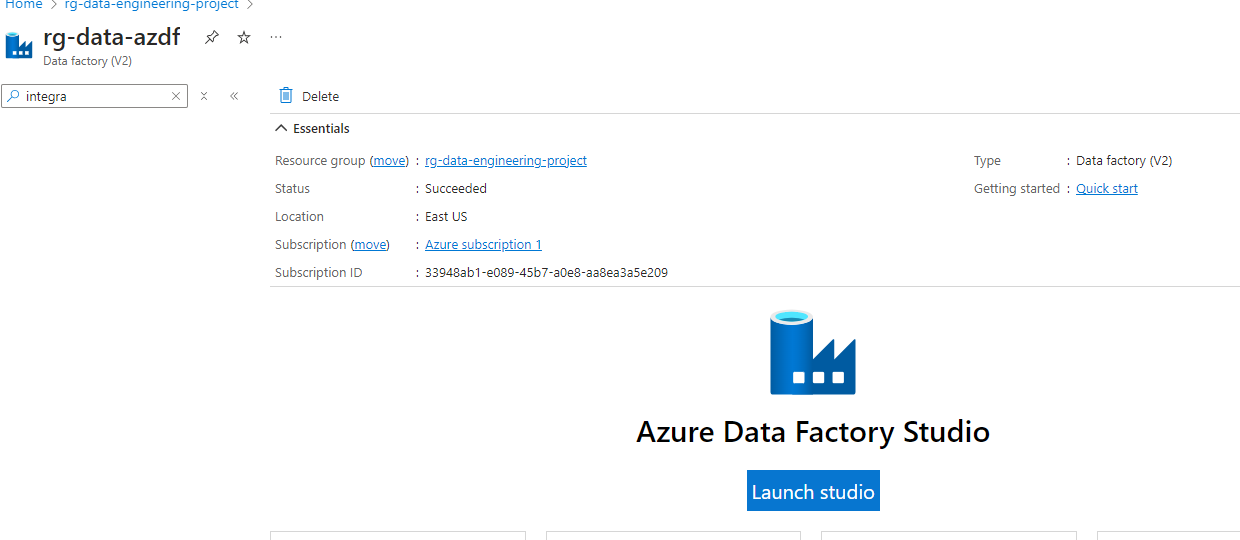 Home > rg-data-engineering-project >
rg-data-azdf ...
Data factory (V2)
integra
Delete
Essentials
Resource group (move) : rg-data-engineering-project
Type : Data factory (V2)
Status : Succeeded
Getting started : Quick start
Location : East US
Subscription (move) : Azure subscription 1
Subscription ID : 33948ab1-e089-45b7-a0e8-aa8ea3a5e209
Azure Data Factory Studio
Launch studio